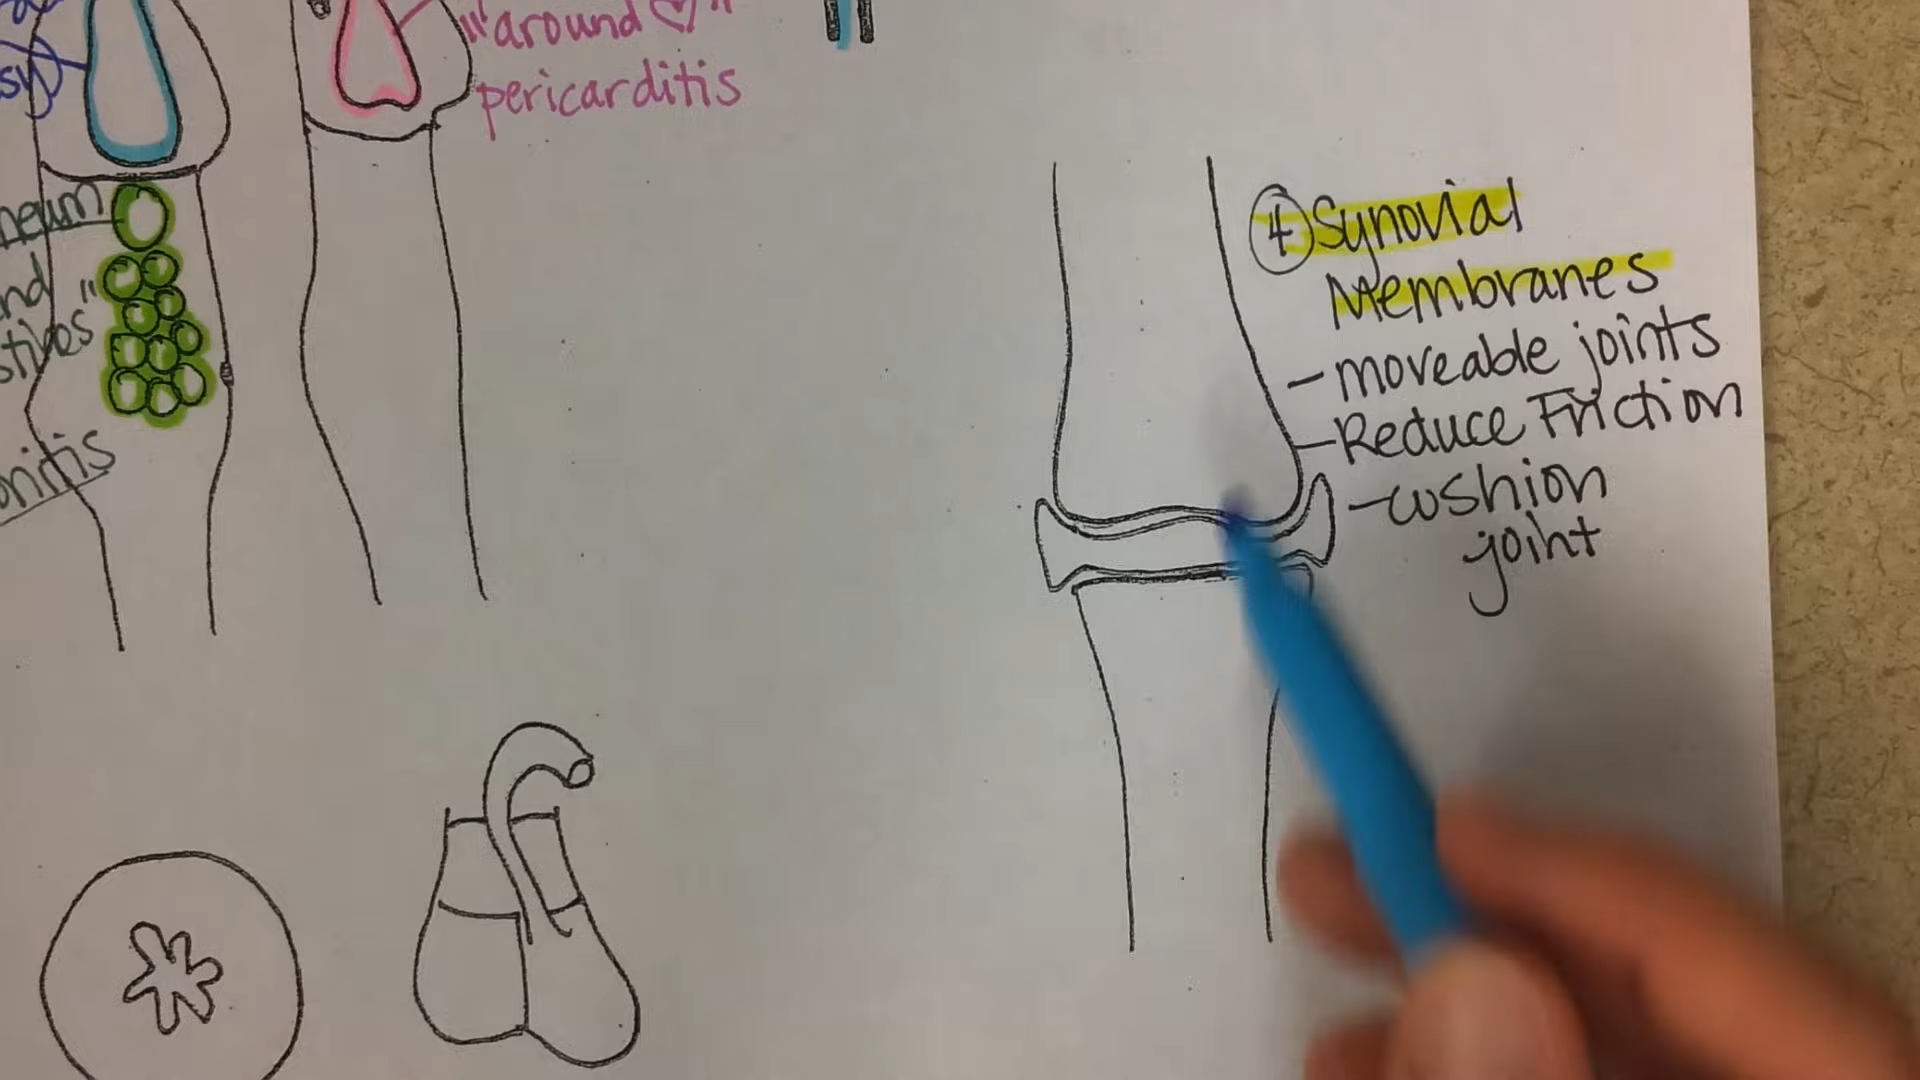 "around ♡"
pericarditis
④ Synovial
Membranes
- moveable joints
- Reduce Friction
- cushion
joint